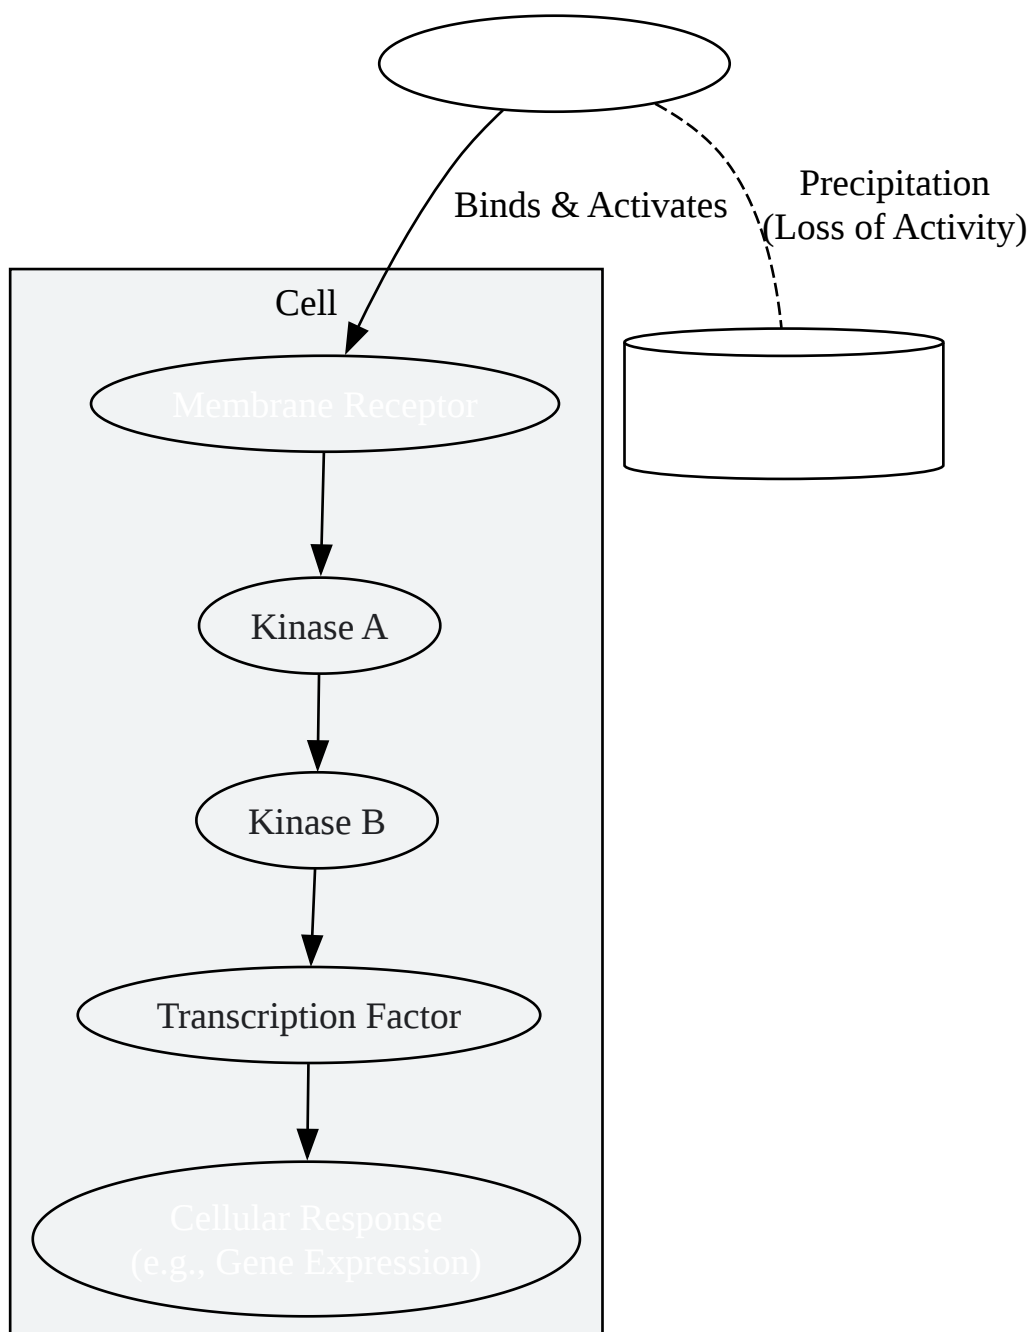 Binds & Activates
Precipitation
(Loss of Activity)
Cell
Membrane Receptor
Kinase A
Kinase B
Transcription Factor
Cellular Response
(e.g., Gene Expression)